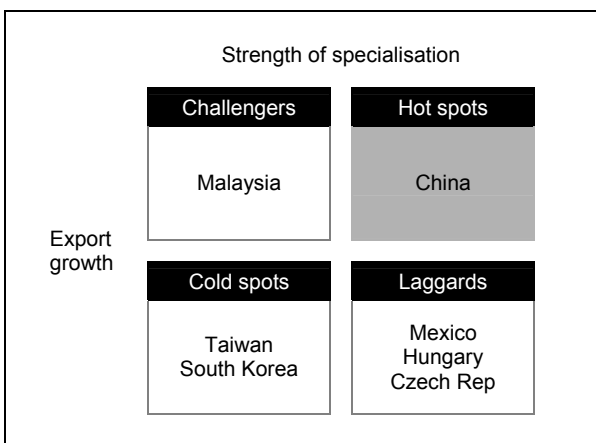 Strength of specialisation
Challengers
Hot spots
Malaysia
China
Export
growth
Cold spots
Laggards
Taiwan
South Korea
Mexico
Hungary
Czech Rep